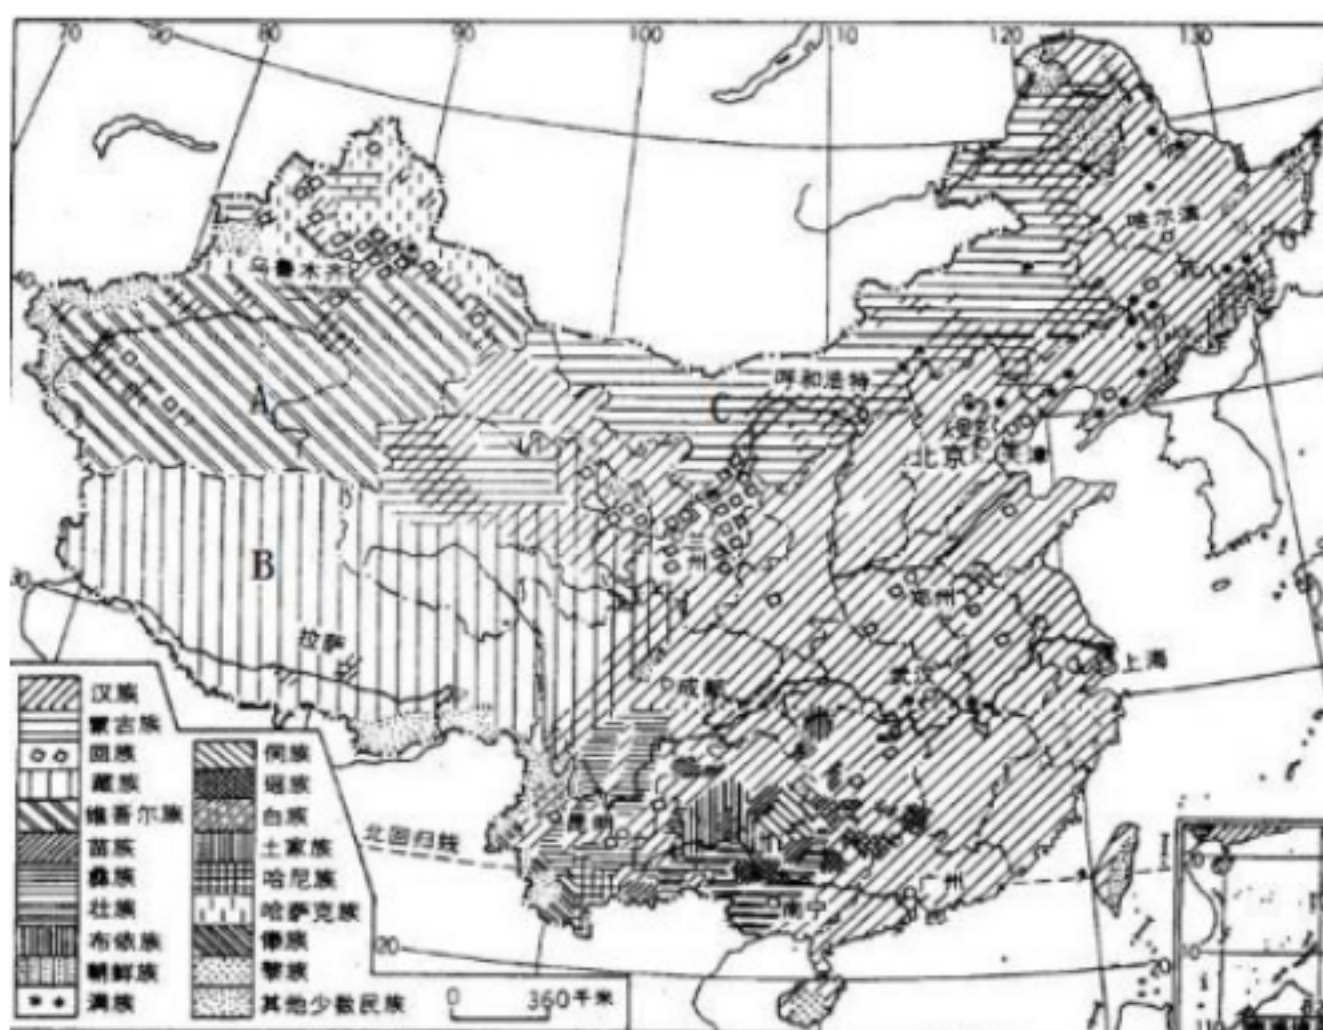 70
80
90
100
110
120
130
40
30
20
哈尔滨
乌鲁木齐
呼和浩特
北京
天津
兰州
郑州
拉萨
成都
武汉
上海
昆明
广州
南宁
A
B
C
北回归线
汉族
蒙古族
回族
藏族
维吾尔族
苗族
彝族
壮族
布依族
朝鲜族
满族
侗族
瑶族
白族
土家族
哈尼族
哈萨克族
傣族
黎族
其他少数民族
0 360千米